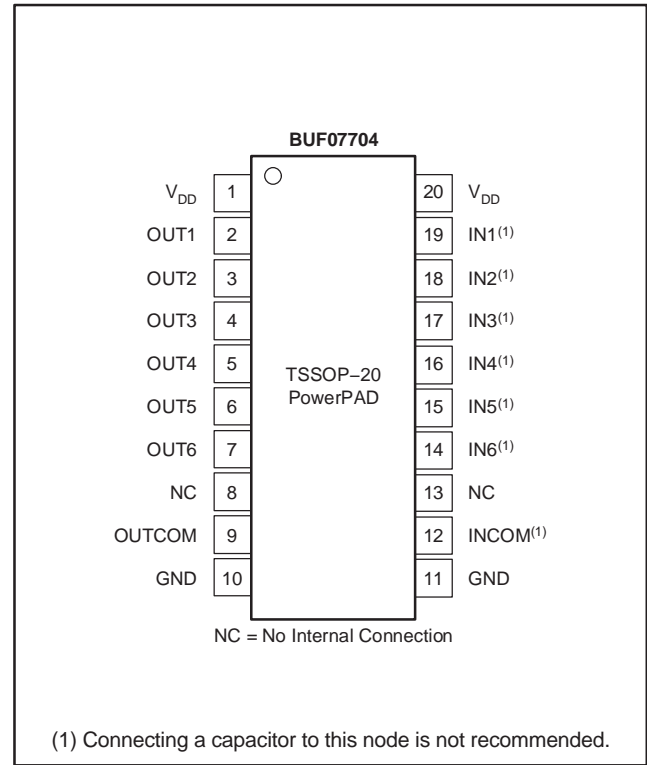 BUF07704
V_DD 1 20 V_DD
OUT1 2 19 IN1(1)
OUT2 3 18 IN2(1)
OUT3 4 17 IN3(1)
OUT4 5 16 IN4(1)
TSSOP−20
PowerPAD
OUT5 6 15 IN5(1)
OUT6 7 14 IN6(1)
NC 8 13 NC
OUTCOM 9 12 INCOM(1)
GND 10 11 GND
NC = No Internal Connection
(1) Connecting a capacitor to this node is not recommended.